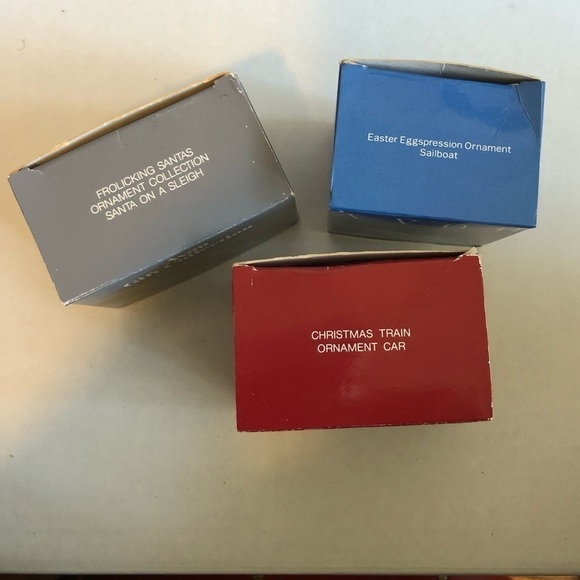 FROLICKING SANTAS
ORNAMENT COLLECTION
SANTA ON A SLEIGH
Easter Eggspression Ornament
Sailboat
CHRISTMAS TRAIN
ORNAMENT CAR